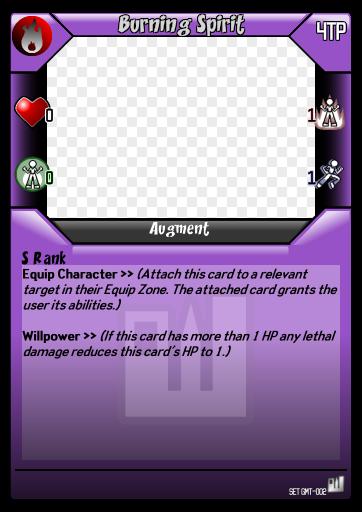 Burning Spirit
4TP
0
1
0
1
Augment
S Rank
Equip Character >> (Attach this card to a relevant
target in their Equip Zone. The attached card grants the
user its abilities.)
Willpower >> (If this card has more than 1 HP any lethal
damage reduces this card's HP to 1.)
SET GMT-002